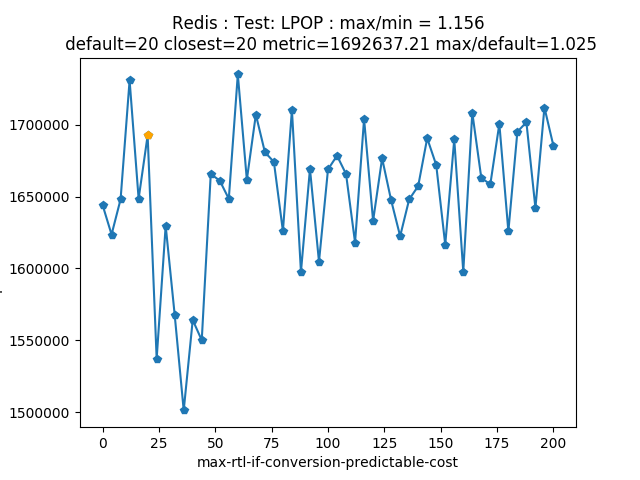 Redis : Test: LPOP : max/min = 1.156
default=20 closest=20 metric=1692637.21 max/default=1.025
1700000
1650000
1600000
1550000
1500000
0 25 50 75 100 125 150 175 200
max-rtl-if-conversion-predictable-cost